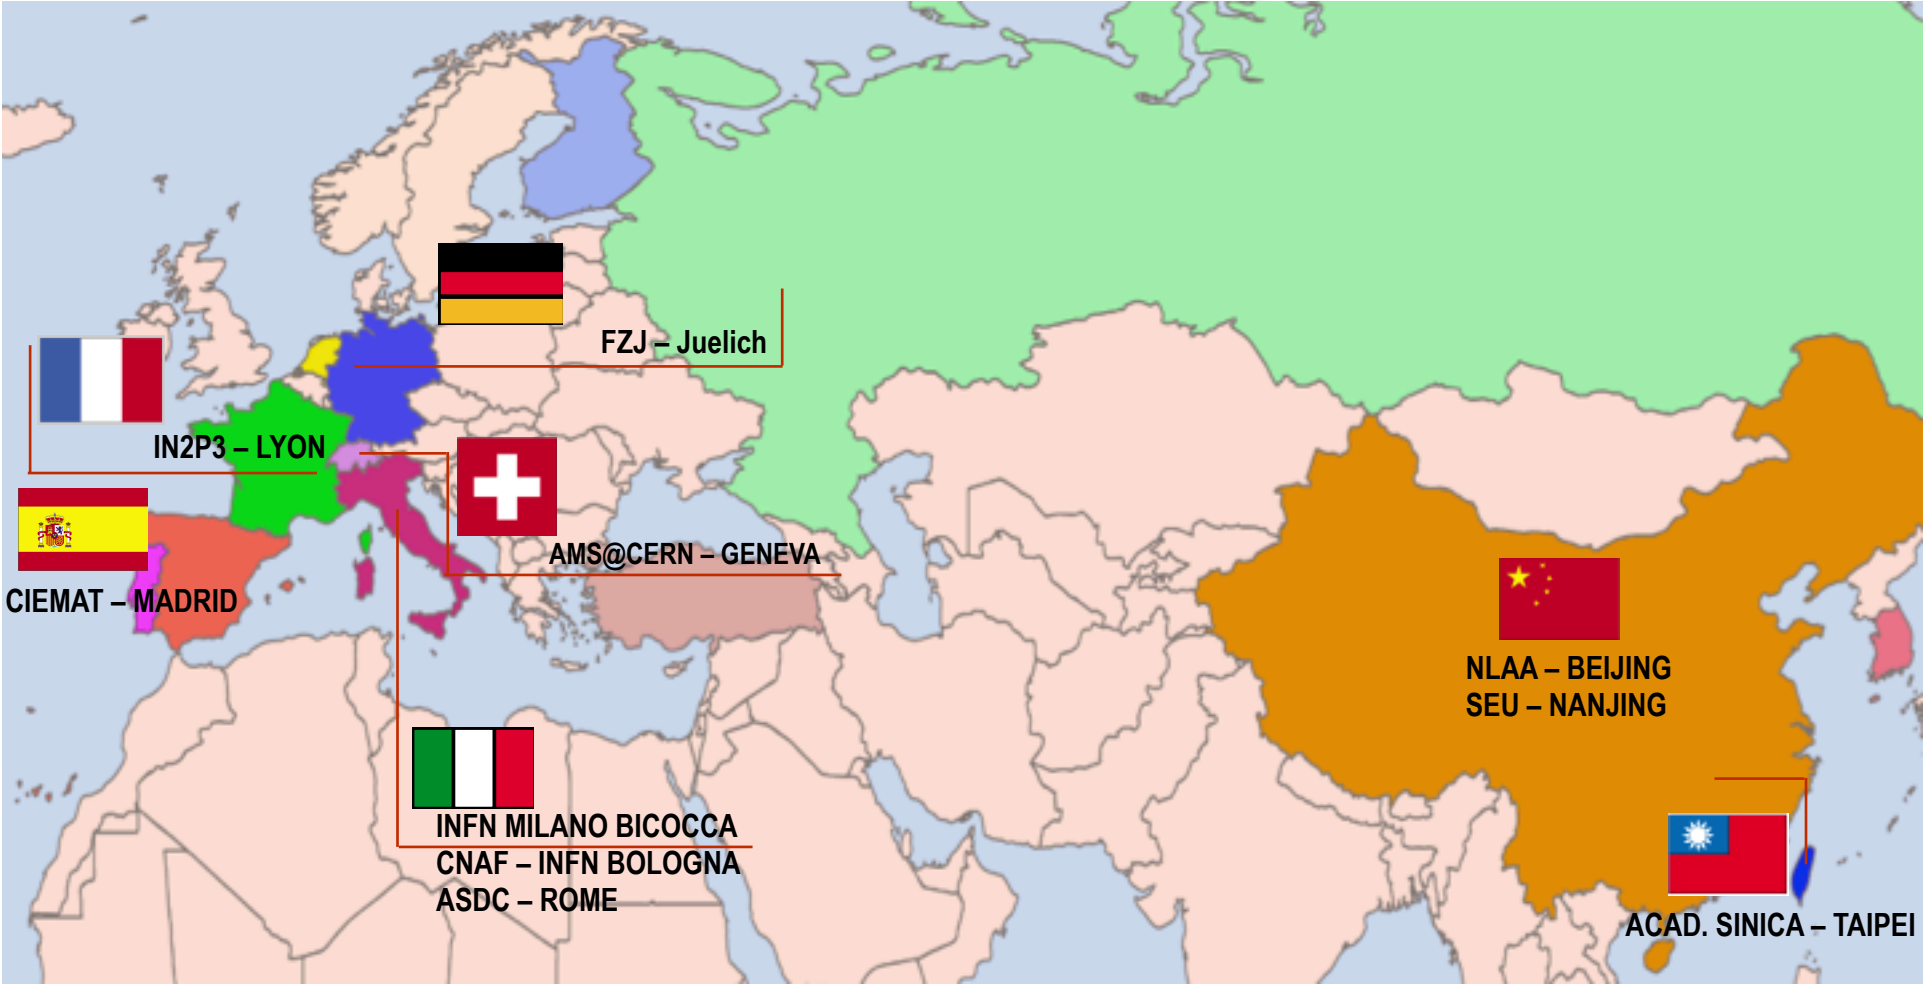 FZJ – Juelich
IN2P3 – LYON
AMS@CERN – GENEVA
CIEMAT – MADRID
NLAA – BEIJING
SEU – NANJING
INFN MILANO BICOCCA
CNAF – INFN BOLOGNA
ASDC – ROME
ACAD. SINICA – TAIPEI